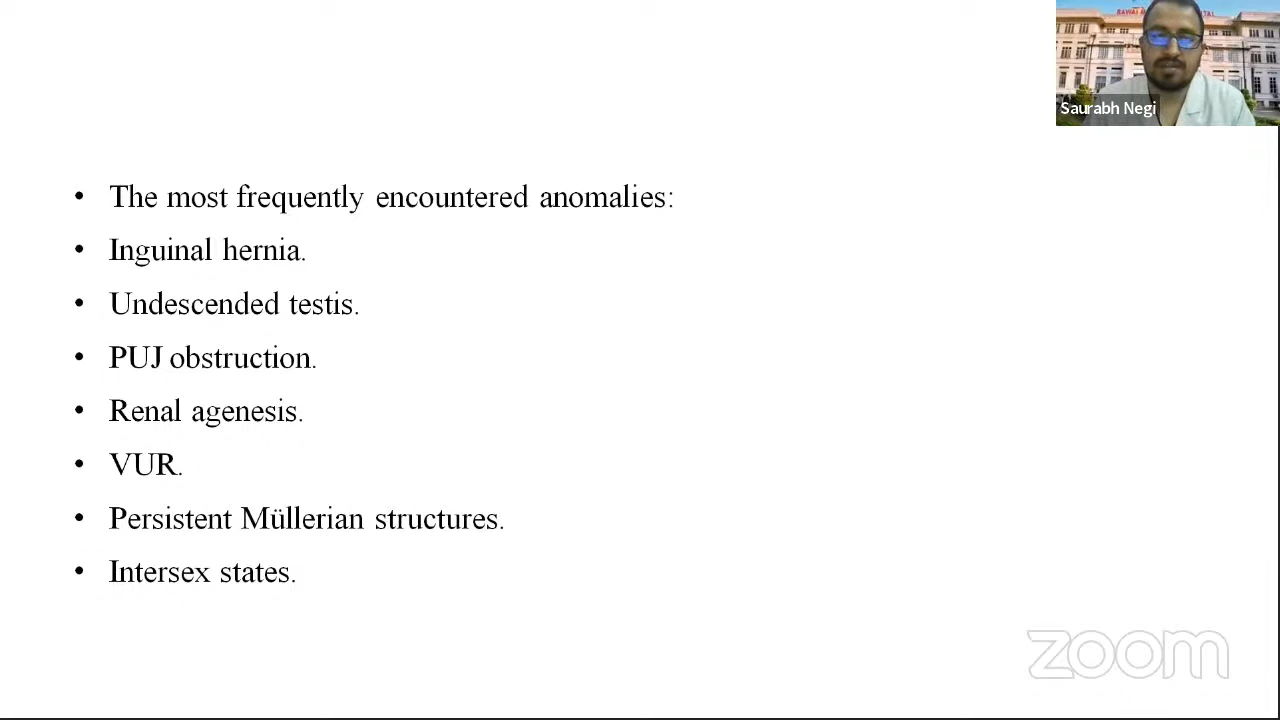 Saurabh Negi
• The most frequently encountered anomalies:
• Inguinal hernia.
• Undescended testis.
• PUJ obstruction.
• Renal agenesis.
• VUR.
• Persistent Müllerian structures.
• Intersex states.
zoom